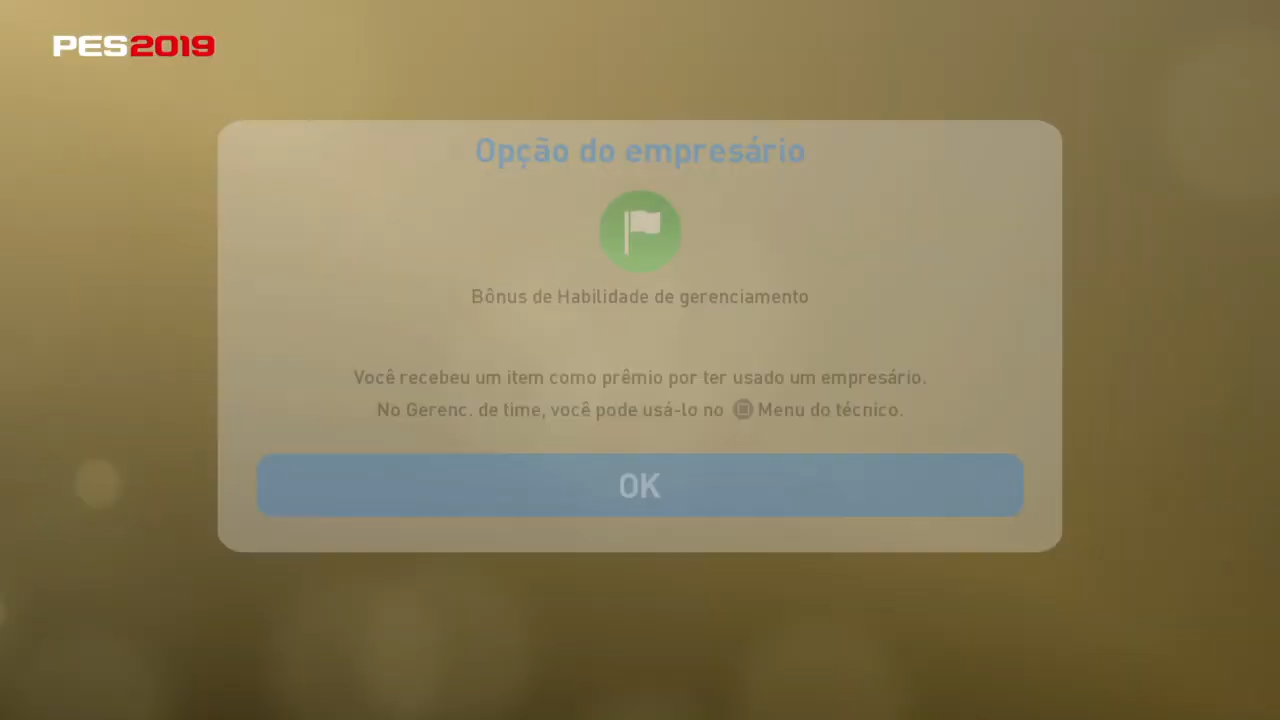 PES2019
Opção do empresário
Bônus de Habilidade de gerenciamento
Você recebeu um item como prêmio por ter usado um empresário.
No Gerenc. de time, você pode usá-lo no Menu do técnico.
OK